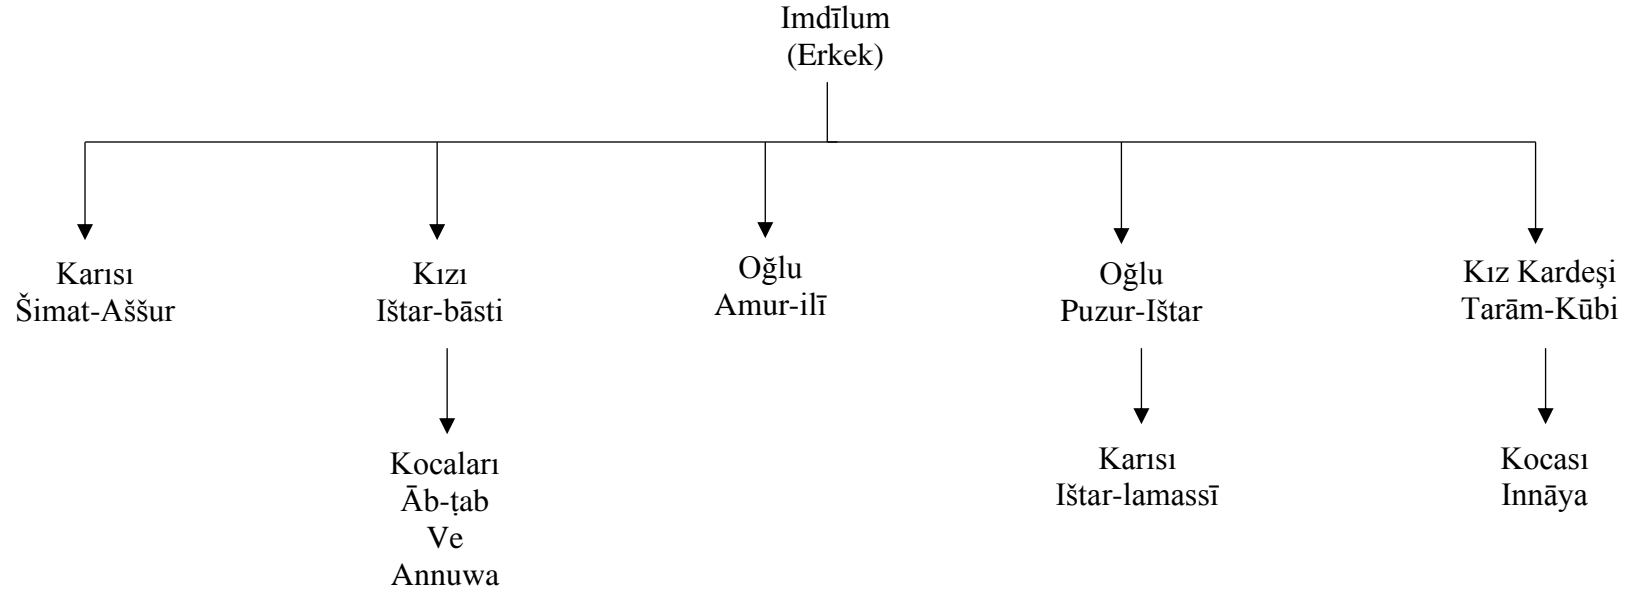 Imdīlum
(Erkek)
Karısı
Šimat-Aššur
Kızı
Ištar-bāsti
Oğlu
Amur-ilī
Oğlu
Puzur-Ištar
Kız Kardeşi
Tarām-Kūbi
Kocaları
Āb-ṭab
Ve
Annuwa
Karısı
Ištar-lamassī
Kocası
Innāya